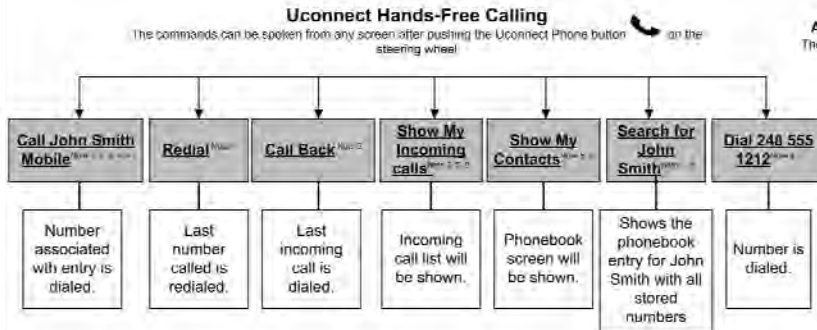 Uconnect Hands-Free Calling
The commands can be spoken from any screen after pushing the Uconnect Phone button on the
steering wheel
A
The
Call John Smith
Mobile
Redial
Call Back
Show My
Incoming
calls
Show My
Contacts
Search for
John
Smith
Dial 248 555
1212
Number
associated
with entry is
dialed.
Last
number
called is
redialed.
Last
incoming
call is
dialed.
Incoming
call list will
be shown.
Phonebook
screen will
be shown.
Shows the
phonebook
entry for John
Smith with all
stored
numbers
Number is
dialed.